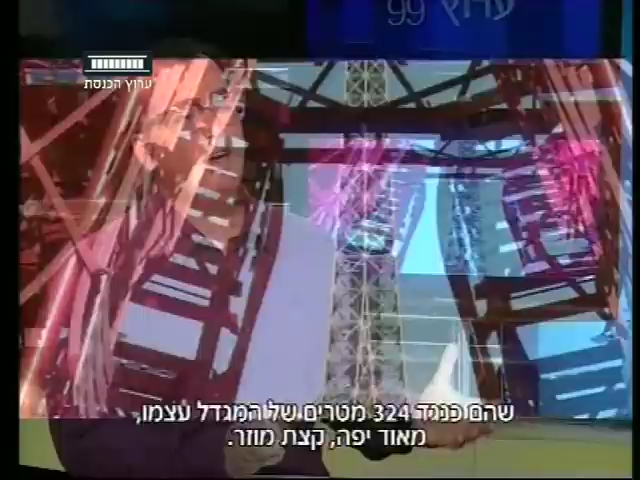 ערוץ 99
ערוץ הכנסת
שהם כנגד 324 מטרים של המגדל עצמו,
מאוד יפה, קצת מוזר.